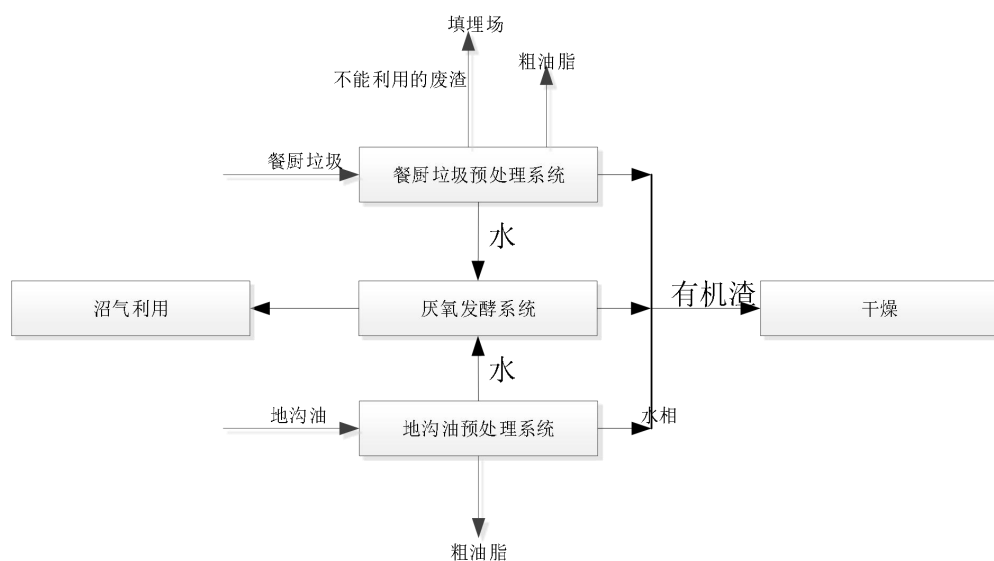 填埋场
粗油脂
不能利用的废渣
餐厨垃圾
餐厨垃圾预处理系统
水
有机渣
沼气利用
厌氧发酵系统
干燥
水
地沟油
水相
地沟油预处理系统
粗油脂